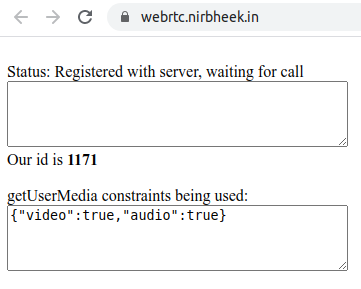 webrtc.nirbheek.in
Status: Registered with server, waiting for call
Our id is 1171
getUserMedia constraints being used:
{"video":true,"audio":true}